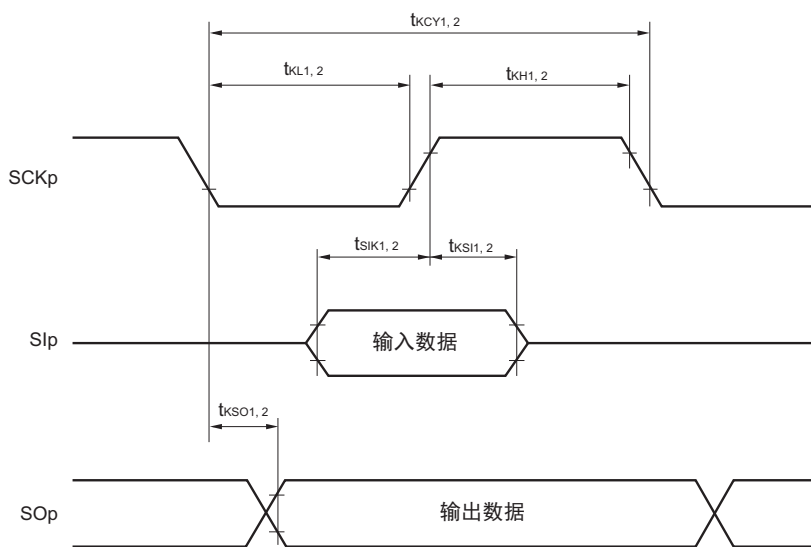 tKCY1, 2
tKL1, 2
tKH1, 2
SCKp
tSIK1, 2
tKSI1, 2
SIp
输入数据
tKSO1, 2
SOp
输出数据